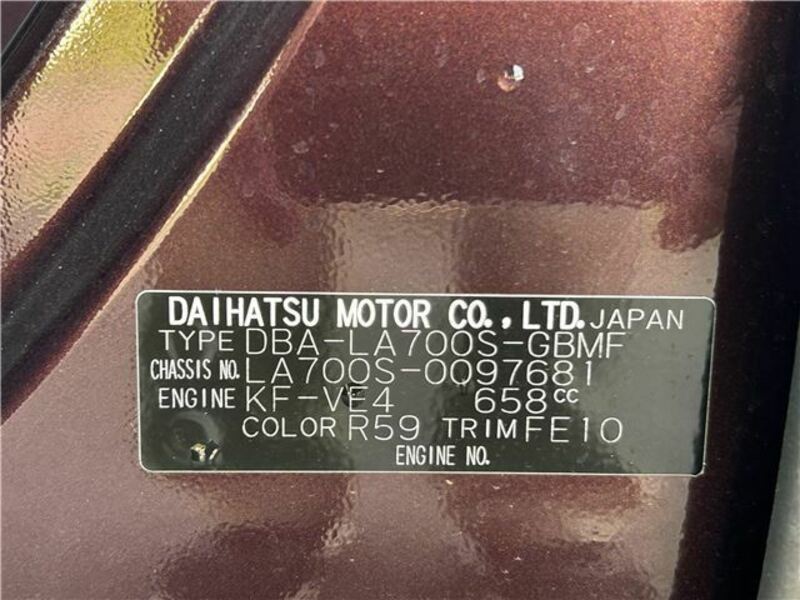 DAIHATSU MOTOR CO., LTD. JAPAN
TYPE DBA-LA700S-GBMF
CHASSIS NO. LA700S-0097681
ENGINE KF-VE4 658cc
COLOR R59 TRIM FE10
ENGINE NO.